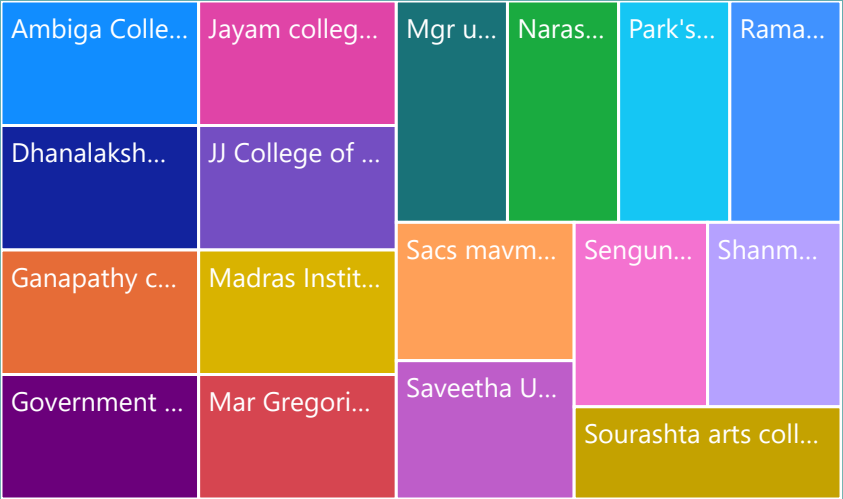 Ambiga Colle...
Jayam colleg...
Mgr u...
Naras...
Park's...
Rama...
Dhanalaksh...
JJ College of ...
Ganapathy c...
Madras Instit...
Sacs mavm...
Sengun...
Shanm...
Government ...
Mar Gregori...
Saveetha U...
Sourashta arts coll...